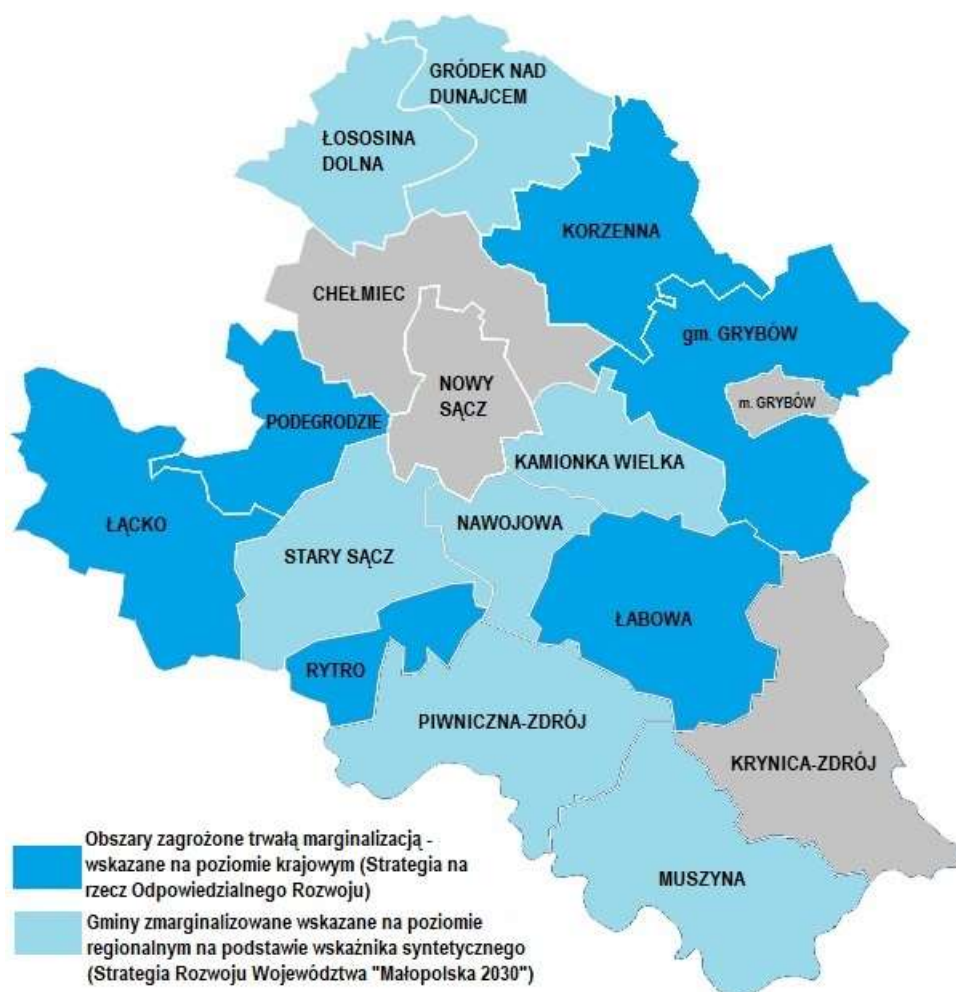 GRÓDEK NAD
DUNAJCEM
ŁOSOSINA
DOLNA
KORZENNA
CHEŁMIEC
gm. GRYBÓW
NOWY
SĄCZ
m. GRYBÓW
PODEGRODZIE
KAMIONKA WIELKA
ŁĄCKO
NAWOJOWA
STARY SĄCZ
ŁABOWA
RYTRO
PIWNICZNA-ZDRÓJ
KRYNICA-ZDRÓJ
MUSZYNA
Obszary zagrożone trwałą marginalizacją -
wskazane na poziomie krajowym (Strategia na
rzecz Odpowiedzialnego Rozwoju)
Gminy zmarginalizowane wskazane na poziomie
regionalnym na podstawie wskaźnika syntetycznego
(Strategia Rozwoju Województwa "Małopolska 2030")